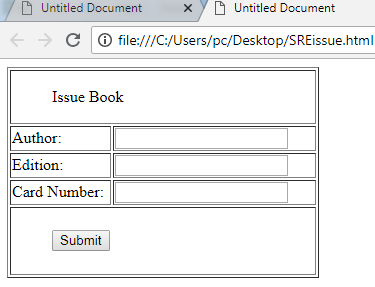 Untitled Document
Untitled Document
file:///C:/Users/pc/Desktop/SREissue.html
Issue Book
Author:
Edition:
Card Number:
Submit